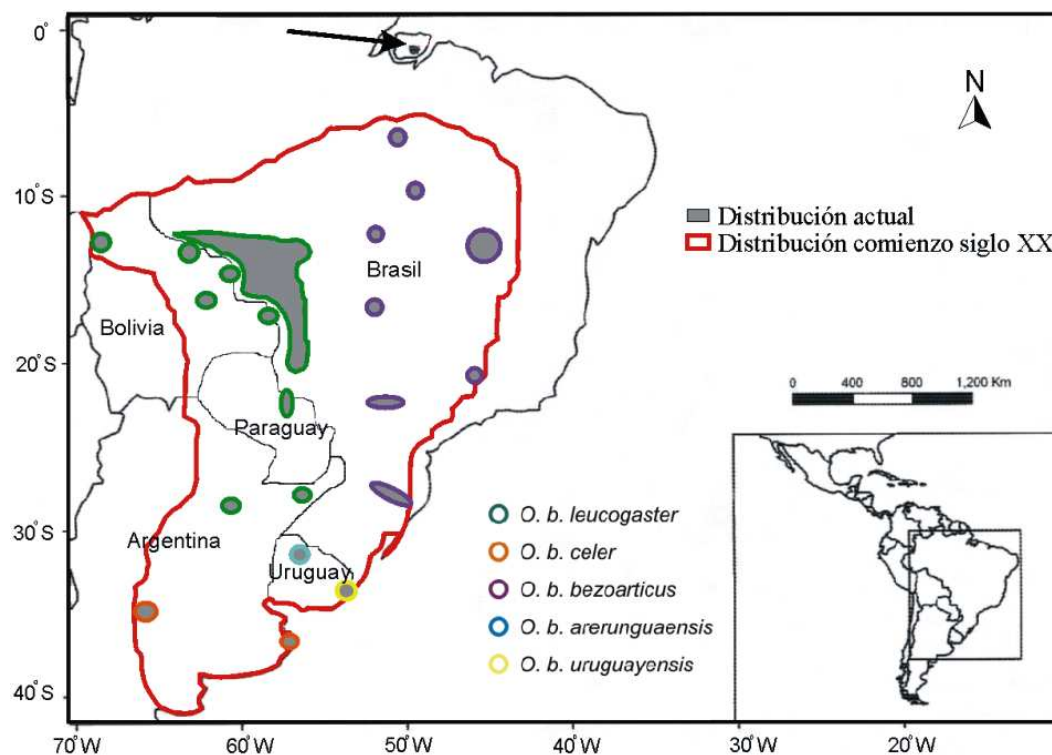 0°
10°S
20°S
30°S
40°S
70°W
60°W
50°W
40°W
30°W
20°W
N
Distribución actual
Distribución comienzo siglo XX
Brasil
Bolivia
Paraguay
Argentina
Uruguay
0 400 800 1,200 Km
O. b. leucogaster
O. b. celer
O. b. bezoarticus
O. b. arerunguaensis
O. b. uruguayensis